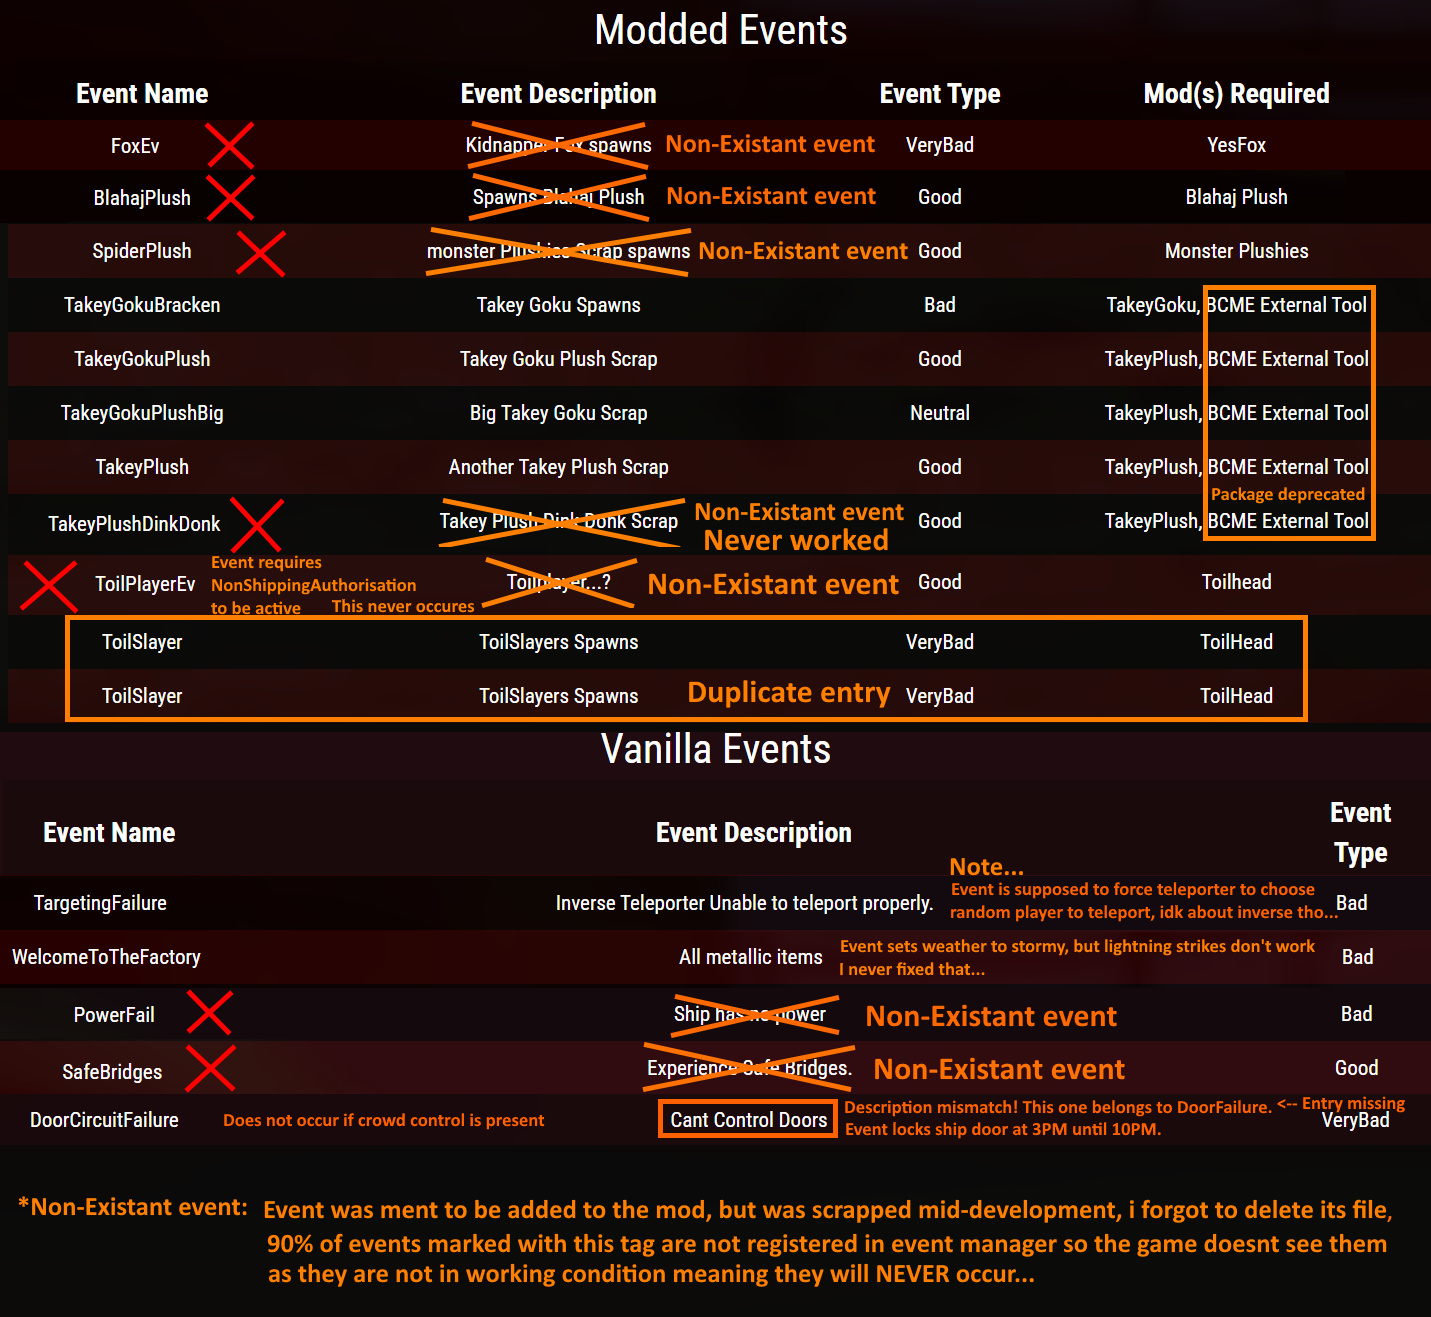 Modded Events
Event Name Event Description Event Type Mod(s) Required
FoxEv Kidnapper Fox spawns Non-Existant event VeryBad YesFox
BlahajPlush Spawns Blahaj Plush Non-Existant event Good Blahaj Plush
SpiderPlush monster Plushies Scrap spawns Non-Existant event Good Monster Plushies
TakeyGokuBracken Takey Goku Spawns Bad TakeyGoku, BCME External Tool
TakeyGokuPlush Takey Goku Plush Scrap Good TakeyPlush, BCME External Tool
TakeyGokuPlushBig Big Takey Goku Scrap Neutral TakeyPlush, BCME External Tool
TakeyPlush Another Takey Plush Scrap Good TakeyPlush, BCME External Tool
Package deprecated
TakeyPlushDinkDonk Takey Plush Dink Donk Scrap Non-Existant event Good TakeyPlush, BCME External Tool
Never worked
ToilPlayerEv Toilplayer...? Non-Existant event Good Toilhead
Event requires
NonShippingAuthorisation
to be active This never occures
ToilSlayer ToilSlayers Spawns VeryBad ToilHead
ToilSlayer ToilSlayers Spawns Duplicate entry VeryBad ToilHead
Vanilla Events
Event Name Event Description Event
Type
Note...
TargetingFailure Inverse Teleporter Unable to teleport properly. Bad
Event is supposed to force teleporter to choose
random player to teleport, idk about inverse tho...
WelcomeToTheFactory All metallic items Bad
Event sets weather to stormy, but lightning strikes don't work
I never fixed that...
PowerFail Ship has no power Non-Existant event Bad
SafeBridges Experience Safe Bridges. Non-Existant event Good
DoorCircuitFailure Does not occur if crowd control is present Cant Control Doors VeryBad
Description mismatch! This one belongs to DoorFailure. <-- Entry missing
Event locks ship door at 3PM until 10PM.
*Non-Existant event: Event was ment to be added to the mod, but was scrapped mid-development, i forgot to delete its file,
90% of events marked with this tag are not registered in event manager so the game doesnt see them
as they are not in working condition meaning they will NEVER occur...